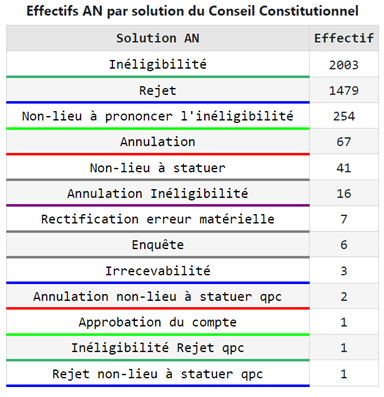 Effectifs AN par solution du Conseil Constitutionnel
Solution AN Effectif
Inéligibilité 2003
Rejet 1479
Non-lieu à prononcer l'inéligibilité 254
Annulation 67
Non-lieu à statuer 41
Annulation Inéligibilité 16
Rectification erreur matérielle 7
Enquête 6
Irrecevabilité 3
Annulation non-lieu à statuer qpc 2
Approbation du compte 1
Inéligibilité Rejet qpc 1
Rejet non-lieu à statuer qpc 1